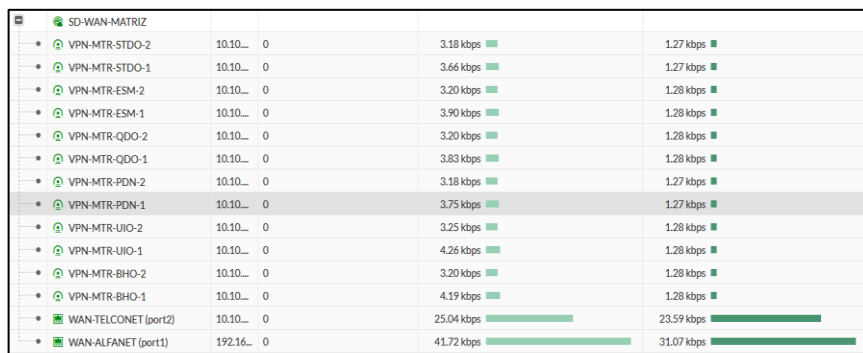 SD-WAN-MATRIZ
VPN-MTR-STDO-2 10.10.... 0 3.18 kbps 1.27 kbps
VPN-MTR-STDO-1 10.10.... 0 3.66 kbps 1.27 kbps
VPN-MTR-ESM-2 10.10.... 0 3.20 kbps 1.28 kbps
VPN-MTR-ESM-1 10.10.... 0 3.90 kbps 1.28 kbps
VPN-MTR-QDO-2 10.10.... 0 3.20 kbps 1.28 kbps
VPN-MTR-QDO-1 10.10.... 0 3.83 kbps 1.28 kbps
VPN-MTR-PDN-2 10.10.... 0 3.18 kbps 1.27 kbps
VPN-MTR-PDN-1 10.10.... 0 3.75 kbps 1.27 kbps
VPN-MTR-UIO-2 10.10.... 0 3.25 kbps 1.28 kbps
VPN-MTR-UIO-1 10.10.... 0 4.26 kbps 1.28 kbps
VPN-MTR-BHO-2 10.10.... 0 3.20 kbps 1.28 kbps
VPN-MTR-BHO-1 10.10.... 0 4.19 kbps 1.28 kbps
WAN-TELCONET (port2) 10.10.... 0 25.04 kbps 23.59 kbps
WAN-ALFANET (port1) 192.16... 0 41.72 kbps 31.07 kbps